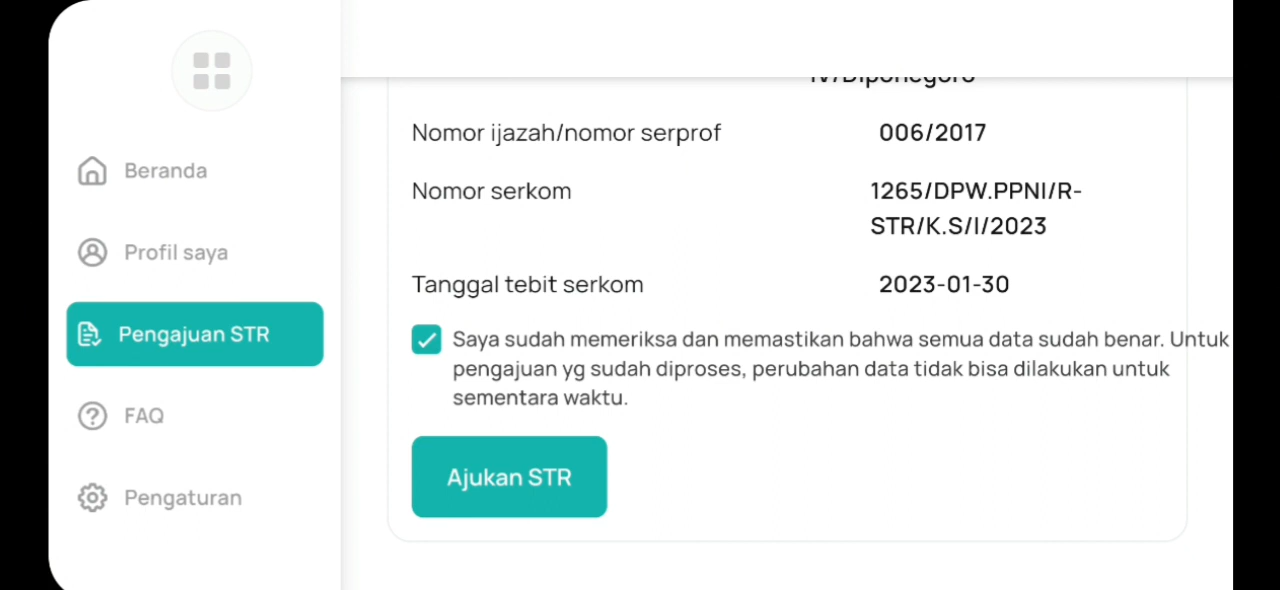 Beranda
Profil saya
Pengajuan STR
FAQ
Pengaturan
IV/Diponegoro
Nomor ijazah/nomor serprof 006/2017
Nomor serkom 1265/DPW.PPNI/R-
STR/K.S/I/2023
Tanggal tebit serkom 2023-01-30
Saya sudah memeriksa dan memastikan bahwa semua data sudah benar. Untuk
pengajuan yg sudah diproses, perubahan data tidak bisa dilakukan untuk
sementara waktu.
Ajukan STR